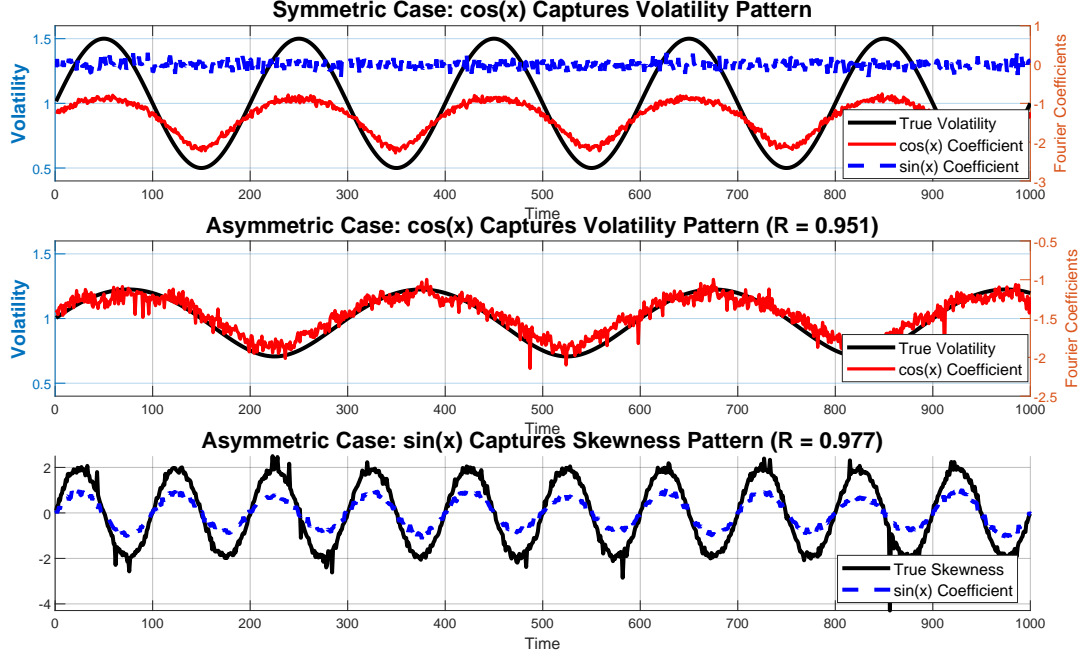 Symmetric Case: cos(x) Captures Volatility Pattern
Volatility
1.5
1
0.5
1
0
-1
-2
-3
Fourier Coefficients
True Volatility
cos(x) Coefficient
sin(x) Coefficient
0 100 200 300 400 500 600 700 800 900 1000
Time
Asymmetric Case: cos(x) Captures Volatility Pattern (R = 0.951)
Volatility
1.5
1
0.5
-0.5
-1
-1.5
-2
-2.5
Fourier Coefficients
True Volatility
cos(x) Coefficient
0 100 200 300 400 500 600 700 800 900 1000
Time
Asymmetric Case: sin(x) Captures Skewness Pattern (R = 0.977)
2
0
-2
-4
True Skewness
sin(x) Coefficient
0 100 200 300 400 500 600 700 800 900 1000
Time